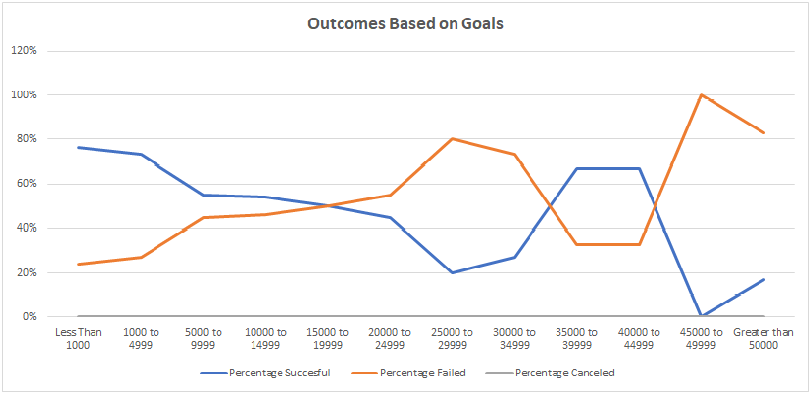 Outcomes Based on Goals
120%
100%
80%
60%
40%
20%
0%
Less Than 1000 to 5000 to 10000 to 15000 to 20000 to 25000 to 30000 to 35000 to 40000 to 45000 to Greater than
1000 4999 9999 14999 19999 24999 29999 34999 39999 44999 49999 50000
Percentage Succesful Percentage Failed Percentage Canceled